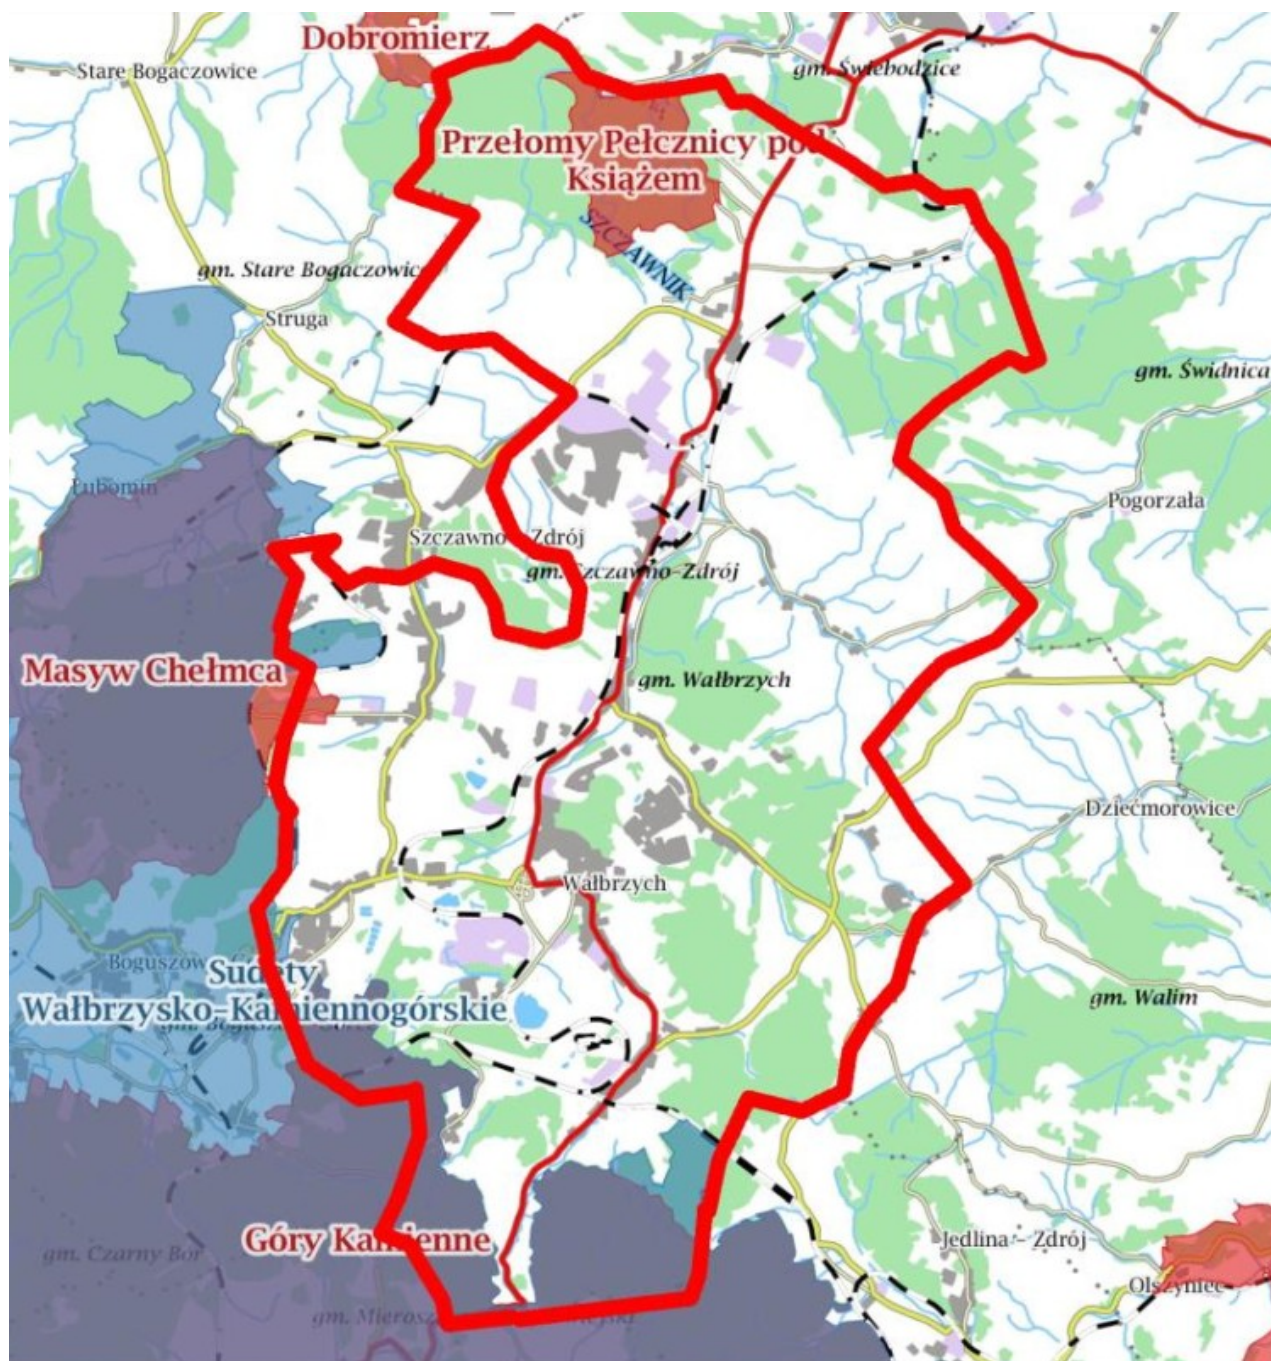 Dobromierz
Stare Bogaczowice
gm. Świebodzice
Przełomy Pełcznicy pod
Książem
SZCZAWNIK
gm. Stare Bogaczowice
Struga
gm. Świdnica
Lubomin
Pogorzała
Szczawno - Zdrój
gm. Szczawno-Zdrój
Masyw Chełmca
gm. Wałbrzych
Dziećmorowice
Wałbrzych
Boguszów
Sudety
Wałbrzysko-Kamiennogórskie
gm. Walim
Góry Kamienne
gm. Czarny Bór
Jedlina - Zdrój
Olszyniec
gm.